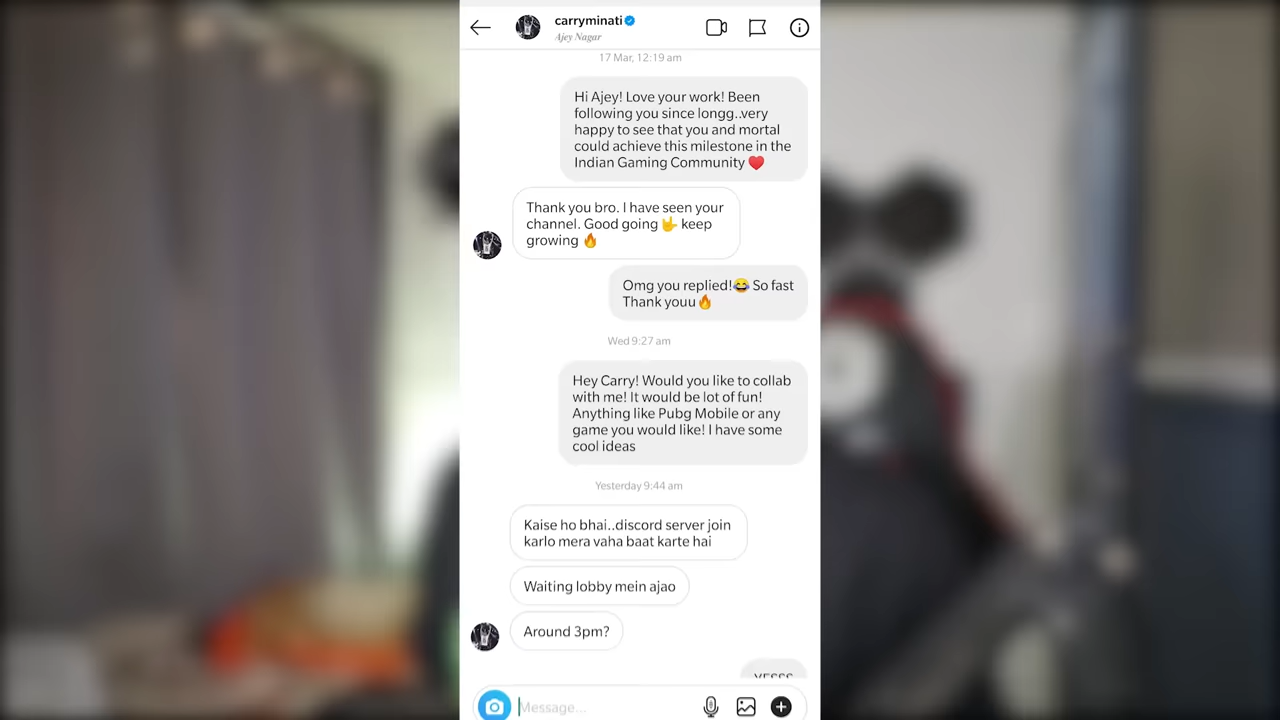 carryminati
Ajey Nagar
17 Mar, 12:19 am
Hi Ajey! Love your work! Been
following you since longg..very
happy to see that you and mortal
could achieve this milestone in the
Indian Gaming Community ❤️
Thank you bro. I have seen your
channel. Good going 🤟 keep
growing 🔥
Omg you replied!😂 So fast
Thank youu🔥
Wed 9:27 am
Hey Carry! Would you like to collab
with me! It would be lot of fun!
Anything like Pubg Mobile or any
game you would like! I have some
cool ideas
Yesterday 9:44 am
Kaise ho bhai..discord server join
karlo mera vaha baat karte hai
Waiting lobby mein ajao
Around 3pm?
YESSS
Message...